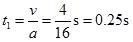 t₁ = v/a = 4/16 s = 0.25s